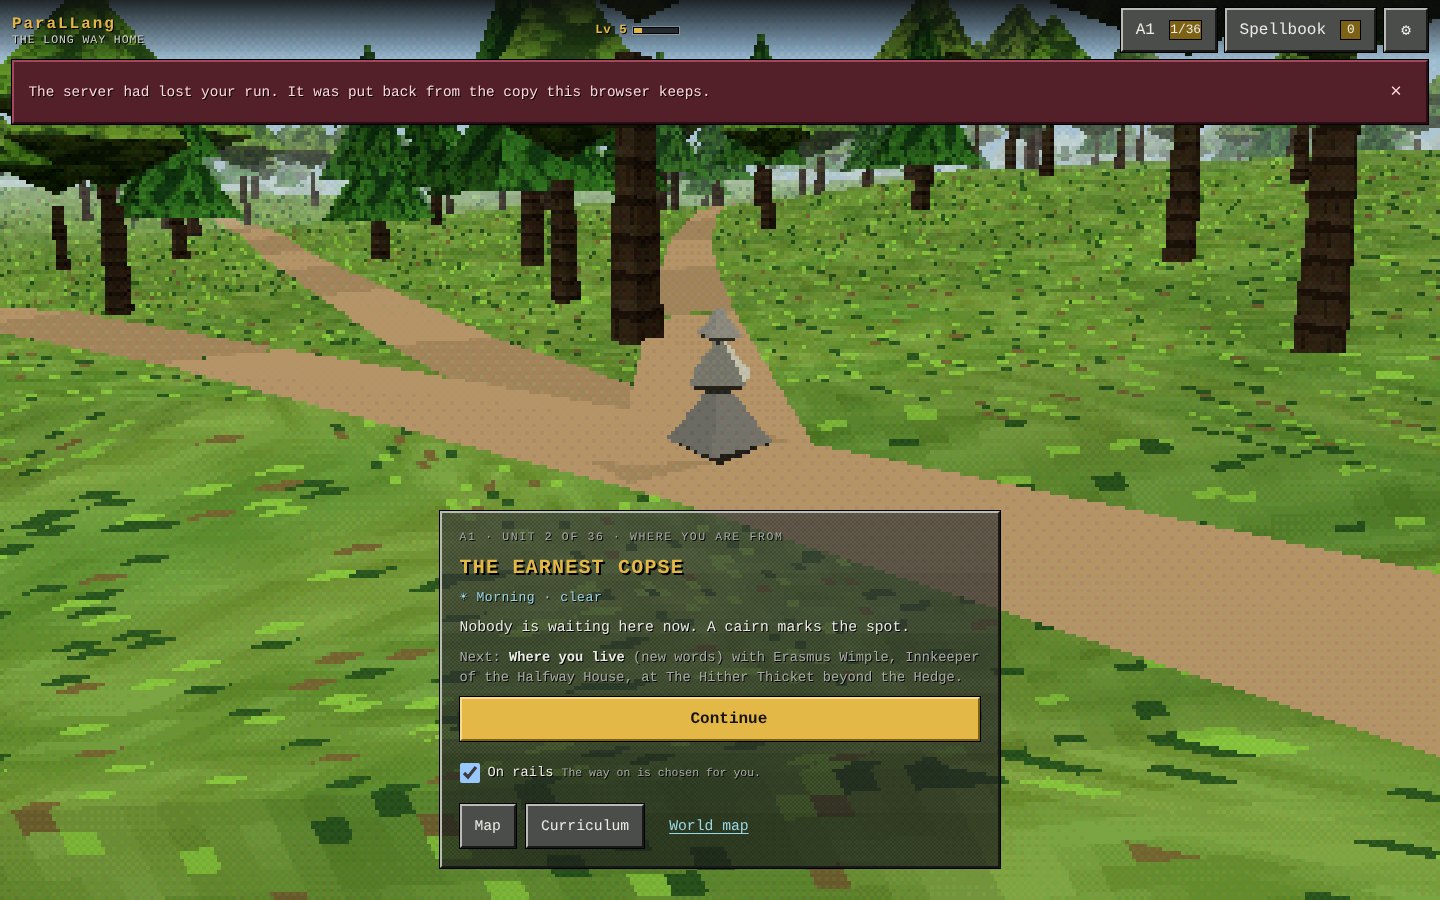 ParaLLang
THE LONG WAY HOME
Lv 5
A1 1/36
Spellbook 0
⚙
The server had lost your run. It was put back from the copy this browser keeps.
×
A1 · UNIT 2 OF 36 · WHERE YOU ARE FROM
THE EARNEST COPSE
☀ Morning · clear
Nobody is waiting here now. A cairn marks the spot.
Next: Where you live (new words) with Erasmus Wimple, Innkeeper
of the Halfway House, at The Hither Thicket beyond the Hedge.
Continue
On rails The way on is chosen for you.
Map
Curriculum
World map